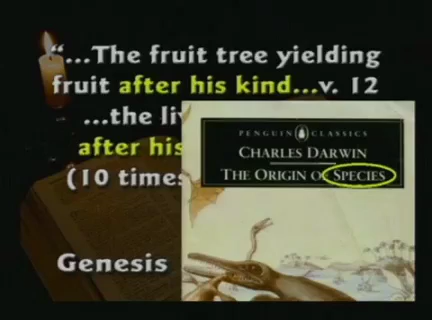 “...The fruit tree yielding
fruit after his kind...v. 12
...the li
after his
(10 times
Genesis
PENGUIN CLASSICS
CHARLES DARWIN
THE ORIGIN OF SPECIES